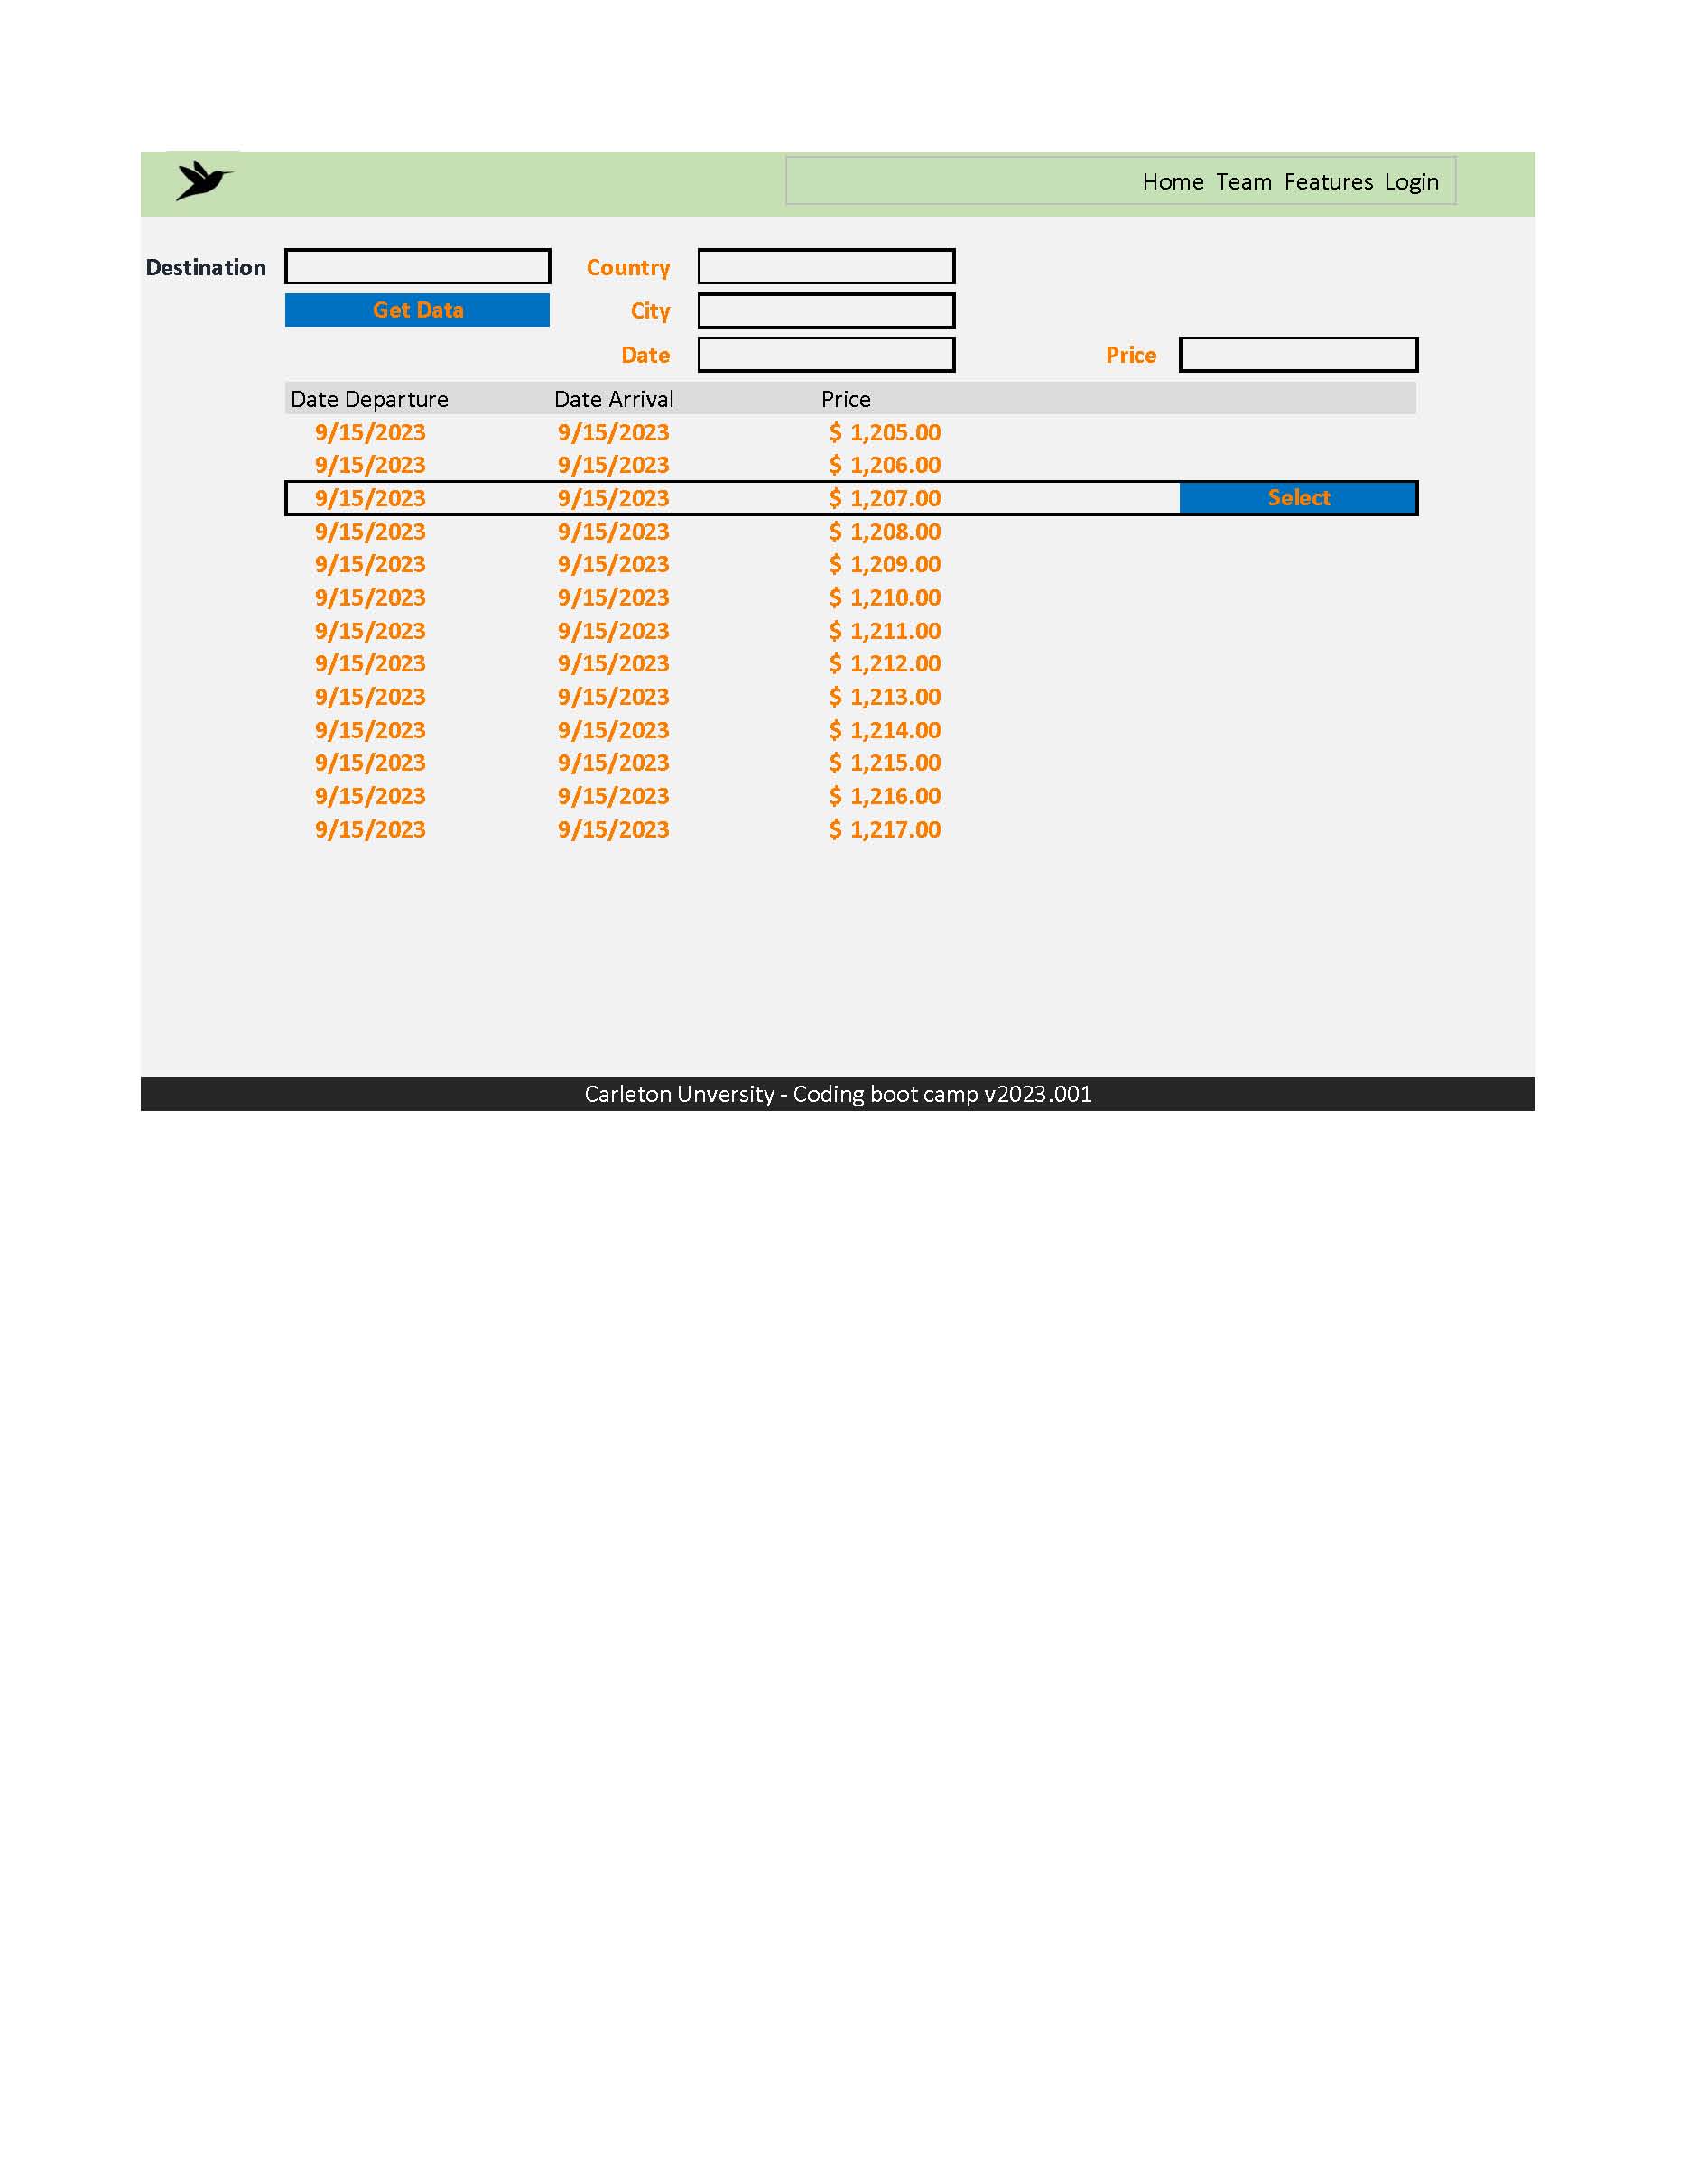 Home Team Features Login
Destination Country
Get Data City
Date Price
Date Departure Date Arrival Price
9/15/2023 9/15/2023 $ 1,205.00
9/15/2023 9/15/2023 $ 1,206.00
9/15/2023 9/15/2023 $ 1,207.00 Select
9/15/2023 9/15/2023 $ 1,208.00
9/15/2023 9/15/2023 $ 1,209.00
9/15/2023 9/15/2023 $ 1,210.00
9/15/2023 9/15/2023 $ 1,211.00
9/15/2023 9/15/2023 $ 1,212.00
9/15/2023 9/15/2023 $ 1,213.00
9/15/2023 9/15/2023 $ 1,214.00
9/15/2023 9/15/2023 $ 1,215.00
9/15/2023 9/15/2023 $ 1,216.00
9/15/2023 9/15/2023 $ 1,217.00
Carleton Unversity - Coding boot camp v2023.001